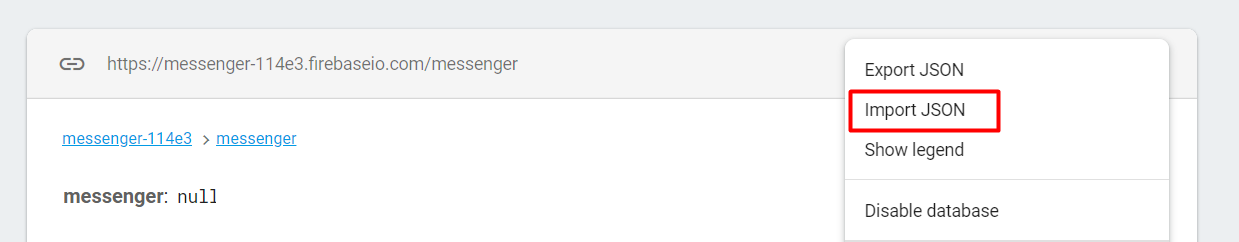 https://messenger-114e3.firebaseio.com/messenger
messenger-114e3 > messenger
messenger: null
Export JSON
Import JSON
Show legend
Disable database